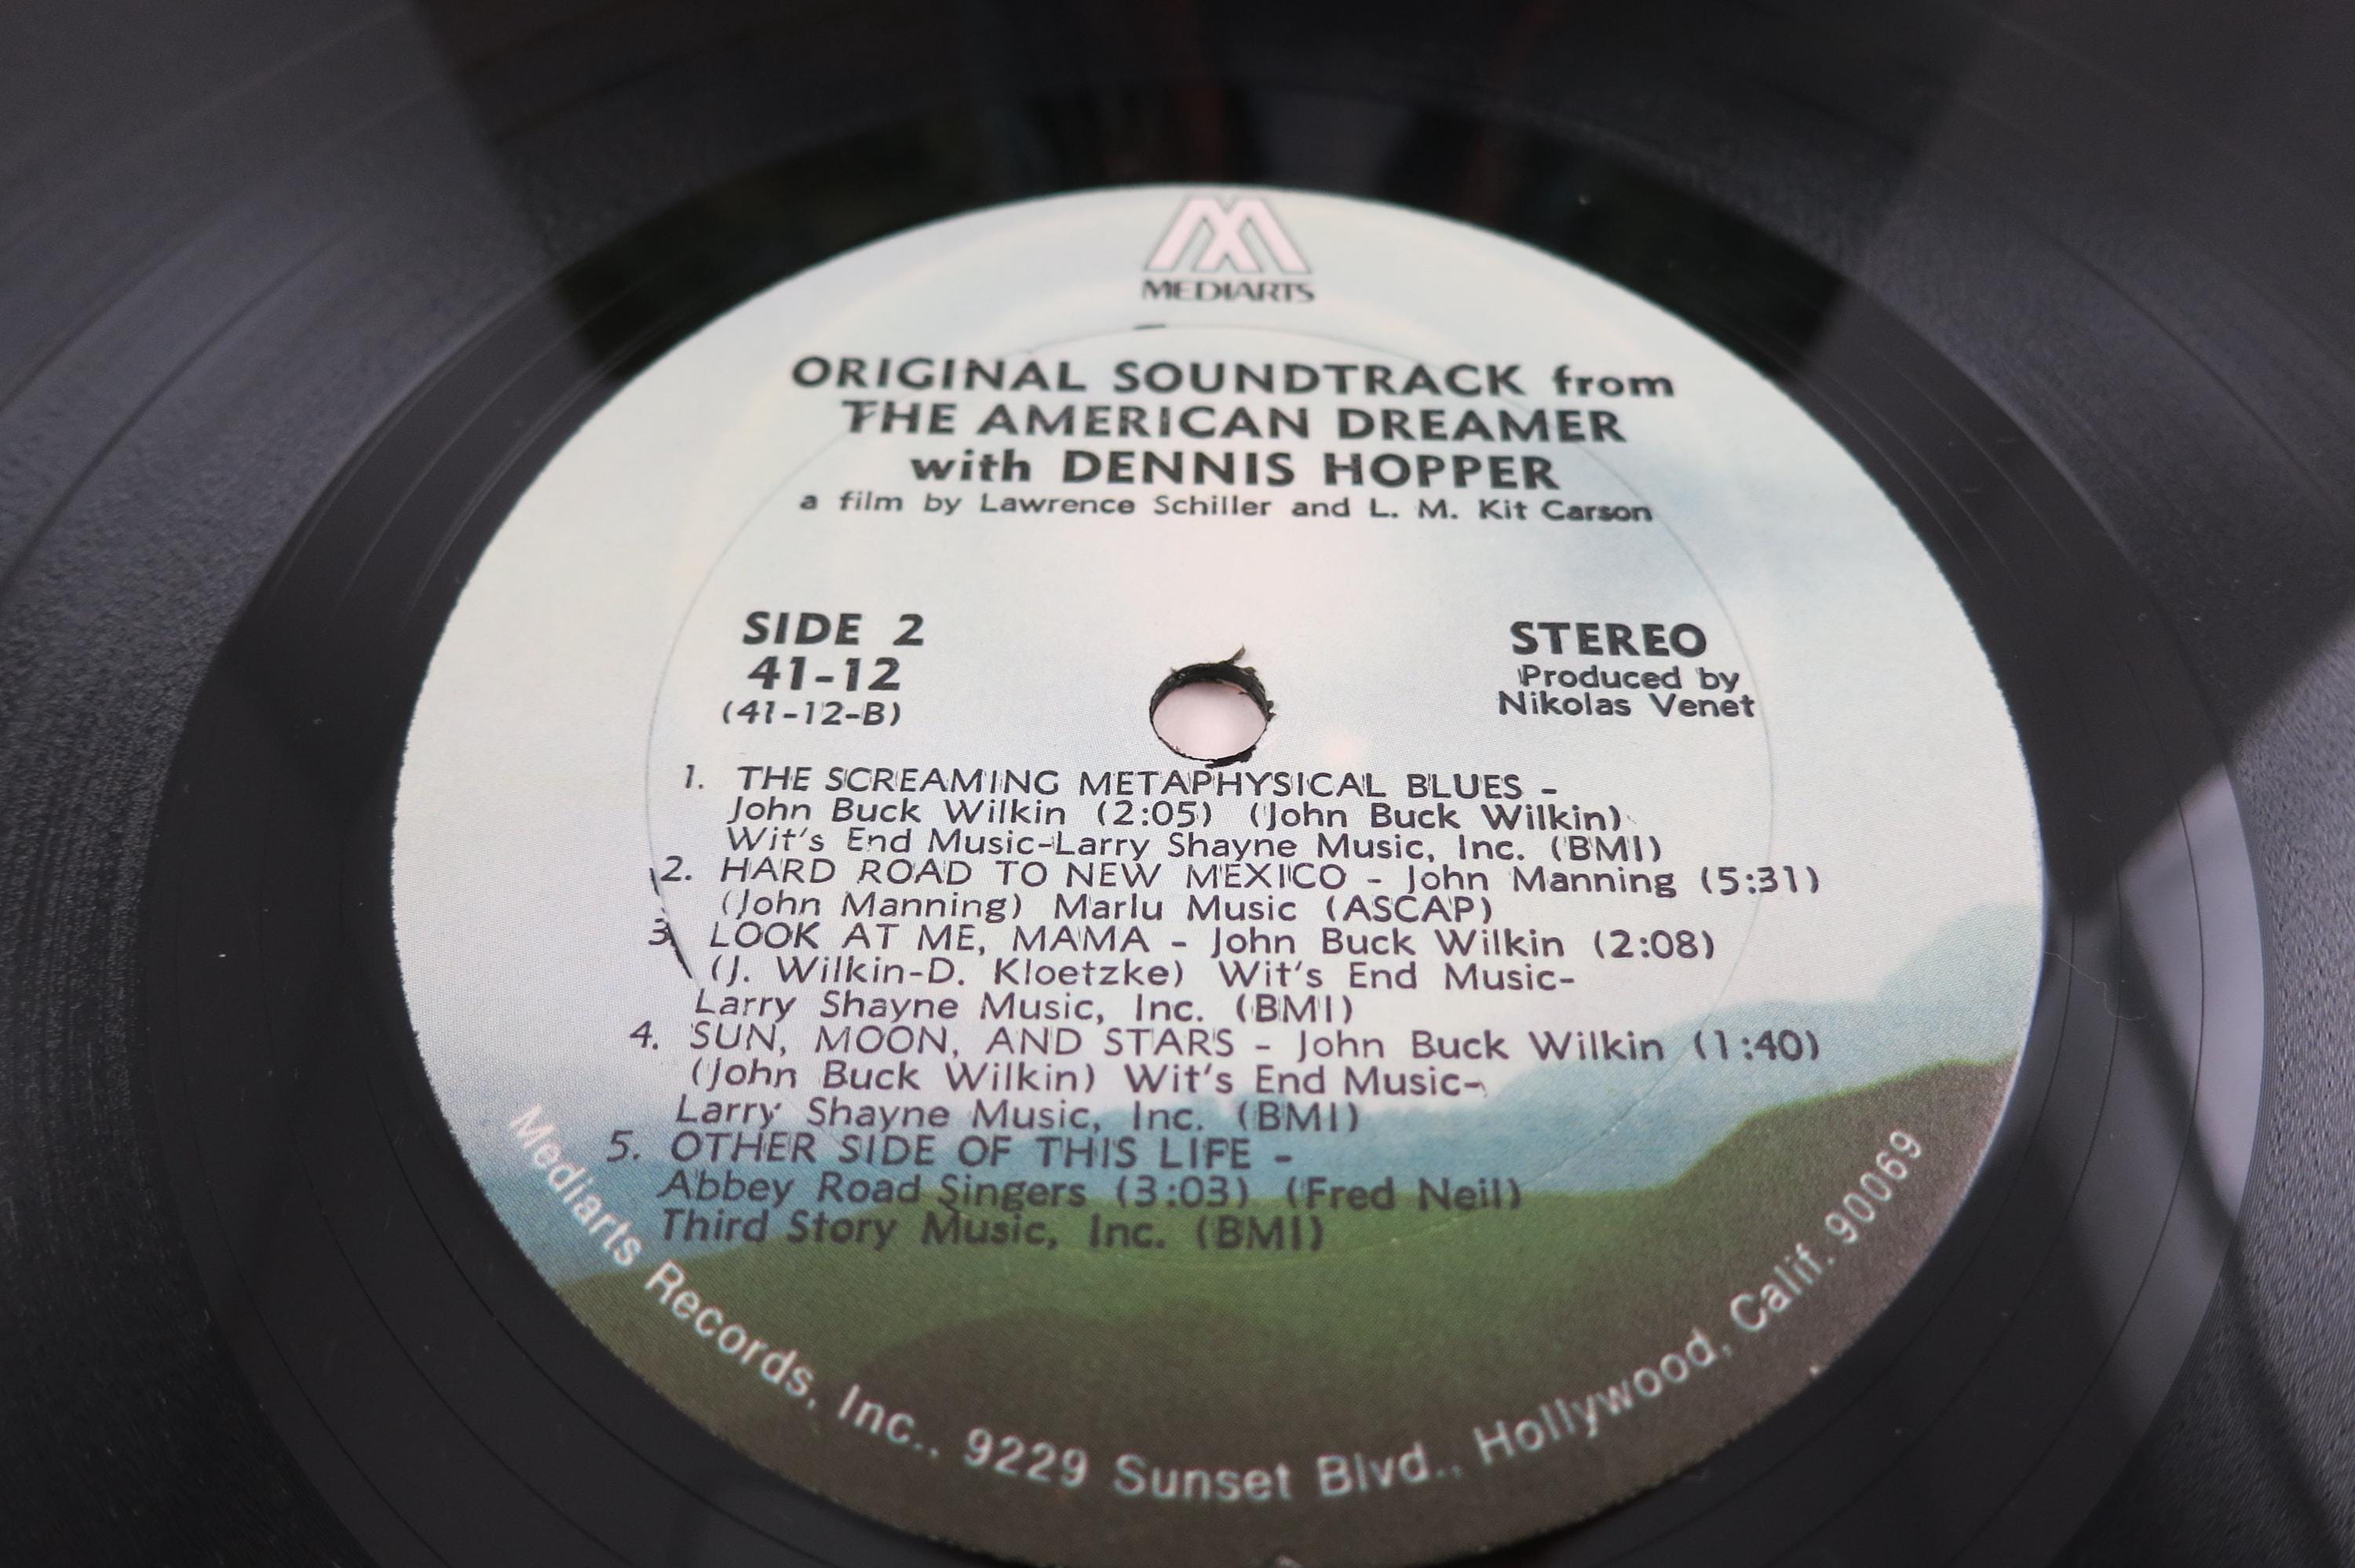 MEDIARTS
ORIGINAL SOUNDTRACK from
THE AMERICAN DREAMER
with DENNIS HOPPER
a film by Lawrence Schiller and L. M. Kit Carson
SIDE 2
41-12
(41-12-B)
STEREO
Produced by
Nikolas Venet
1. THE SCREAMING METAPHYSICAL BLUES -
John Buck Wilkin (2:05) (John Buck Wilkin)
Wit's End Music-Larry Shayne Music, Inc. (BMI)
2. HARD ROAD TO NEW MEXICO - John Manning (5:31)
(John Manning) Marlu Music (ASCAP)
3. LOOK AT ME, MAMA - John Buck Wilkin (2:08)
(J. Wilkin-D. Kloetzke) Wit's End Music-
Larry Shayne Music, Inc. (BMI)
4. SUN, MOON, AND STARS - John Buck Wilkin (1:40)
(John Buck Wilkin) Wit's End Music-
Larry Shayne Music, Inc. (BMI)
5. OTHER SIDE OF THIS LIFE -
Abbey Road Singers (3:03) (Fred Neil)
Third Story Music, Inc. (BMI)
Mediarts Records, Inc., 9229 Sunset Blvd., Hollywood, Calif. 90069